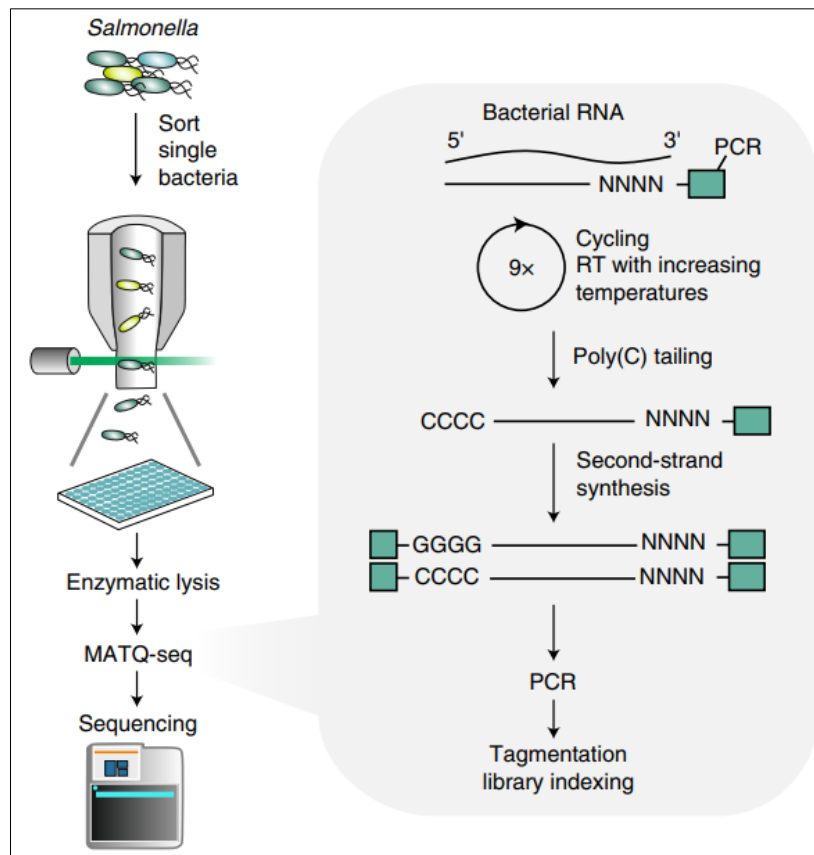 Salmonella
Sort
single
bacteria
Enzymatic lysis
MATQ-seq
Sequencing
Bacterial RNA
5' 3'
PCR
NNNN
9×
Cycling
RT with increasing
temperatures
Poly(C) tailing
CCCC NNNN
Second-strand
synthesis
GGGG NNNN
CCCC NNNN
PCR
Tagmentation
library indexing